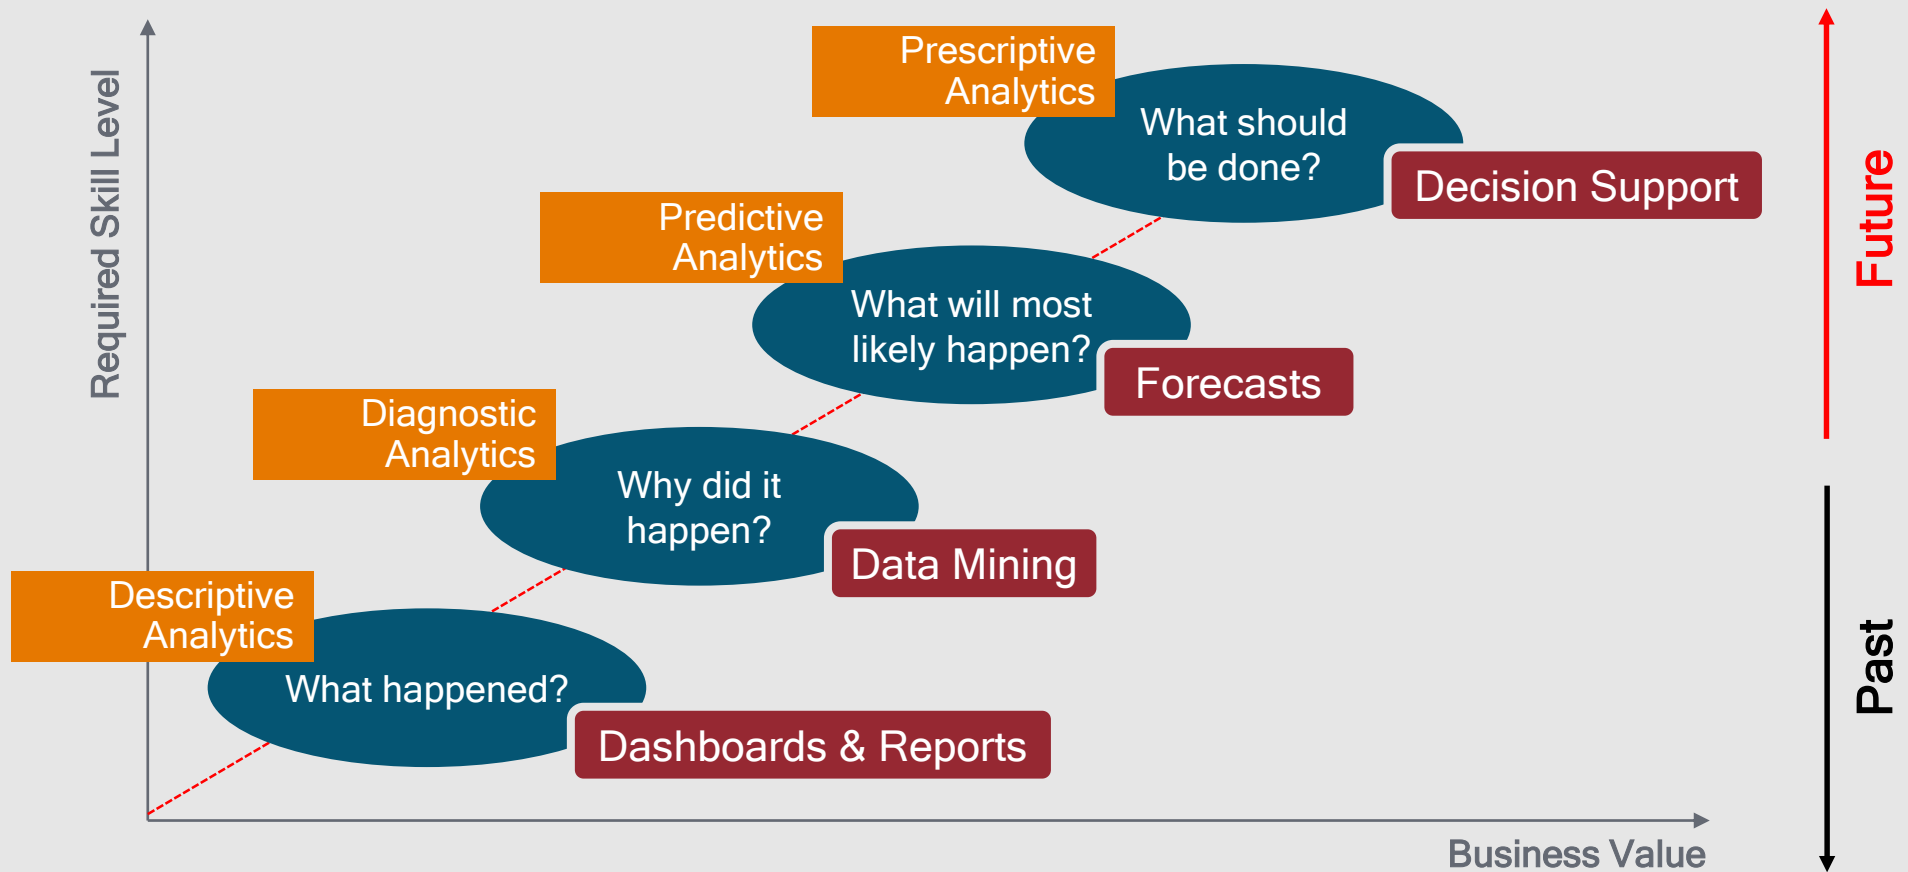 Required Skill Level
Prescriptive
Analytics
What should
be done?
Decision Support
Predictive
Analytics
What will most
likely happen?
Forecasts
Diagnostic
Analytics
Why did it
happen?
Data Mining
Descriptive
Analytics
What happened?
Dashboards & Reports
Business Value
Future
Past